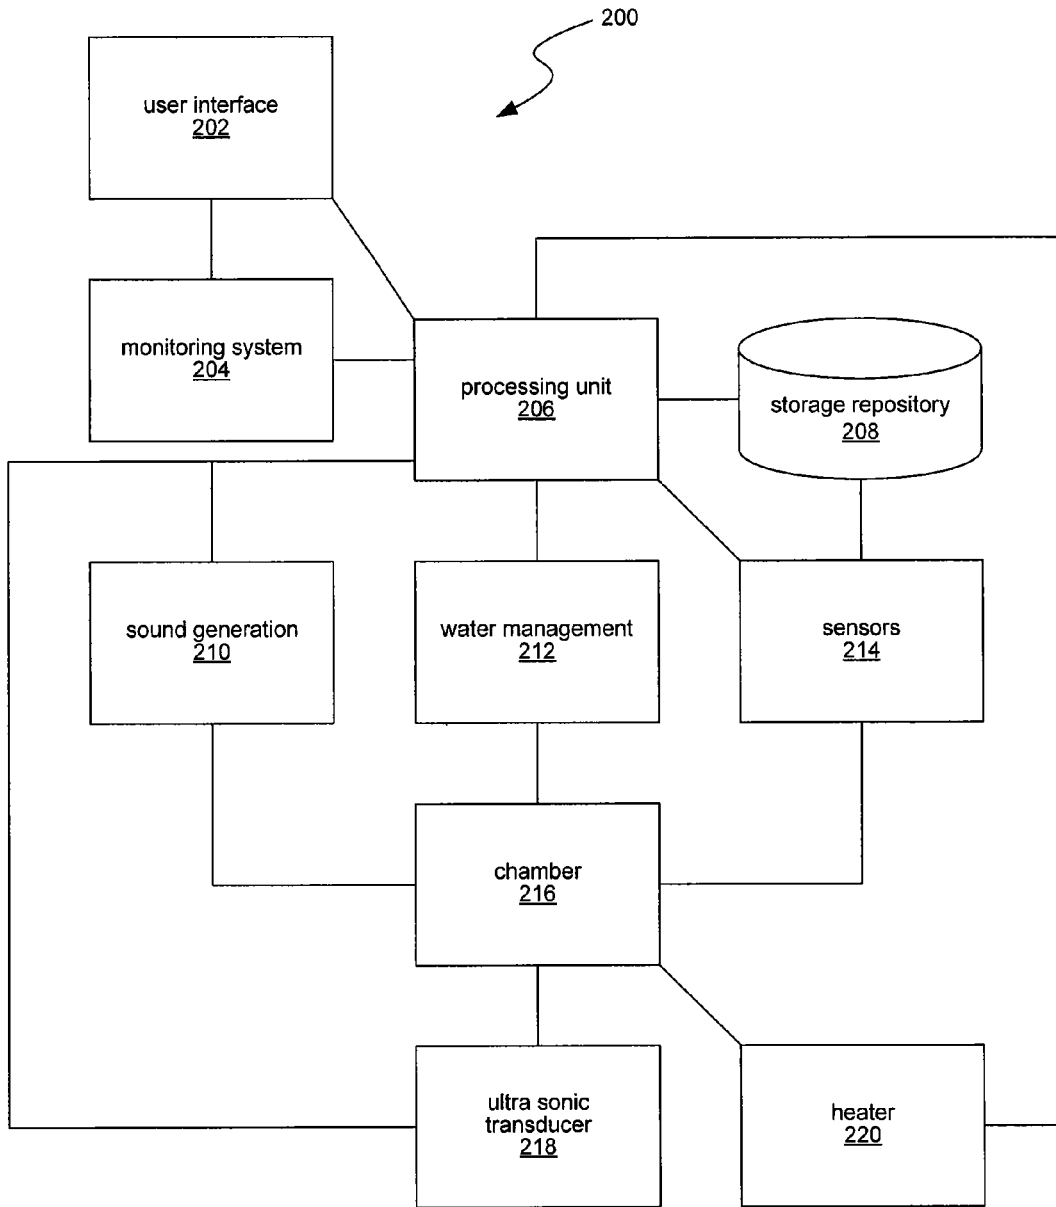 200
user interface
202
monitoring system
204
processing unit
206
storage repository
208
sound generation
210
water management
212
sensors
214
chamber
216
ultra sonic
transducer
218
heater
220